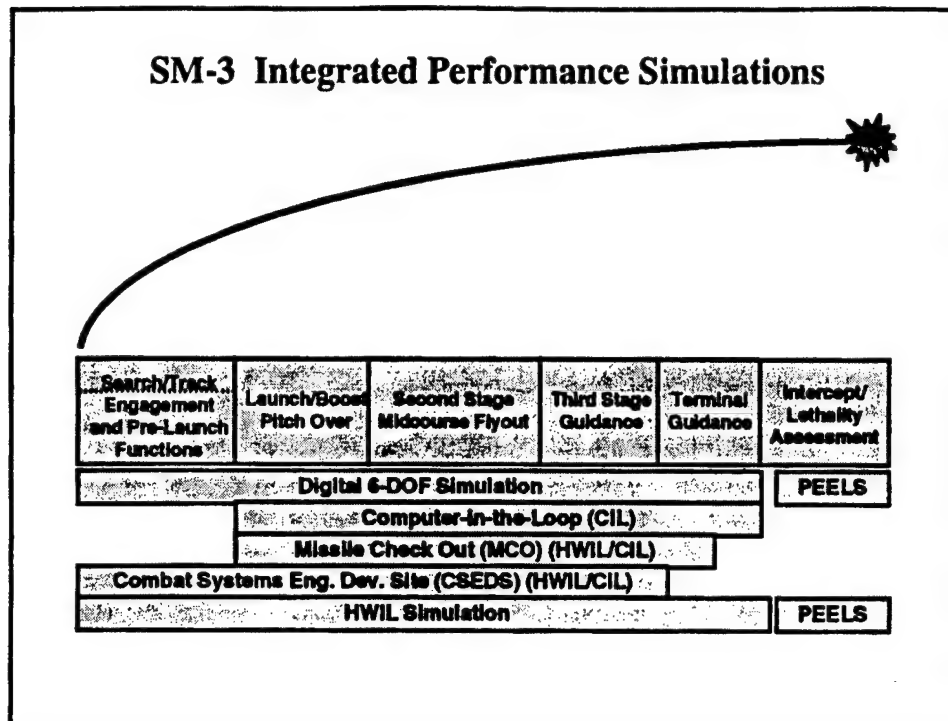 SM-3 Integrated Performance Simulations
Search/Track
Engagement
and Pre-Launch
Functions
Launch/Boost
Pitch Over
Second Stage
Midcourse Flyout
Third Stage
Guidance
Terminal
Guidance
Intercept/
Lethality
Assessment
Digital 6-DOF Simulation
PEELS
Computer-in-the-Loop (CIL)
Missile Check Out (MCO) (HWIL/CIL)
Combat Systems Eng. Dev. Site (CSEDS) (HWIL/CIL)
HWIL Simulation
PEELS